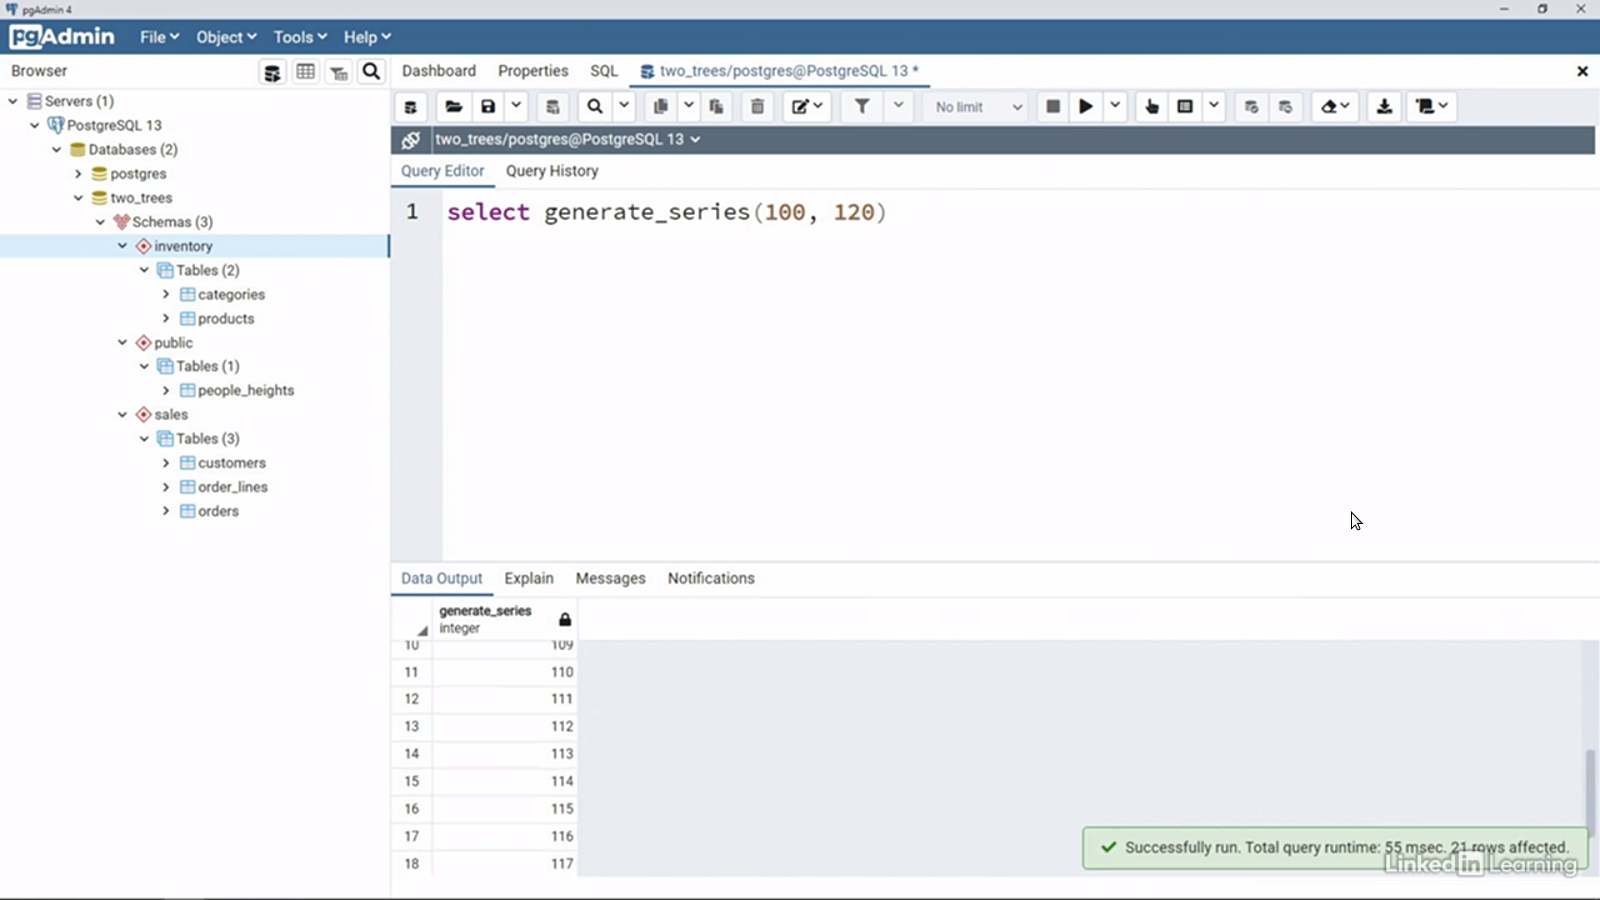 pgAdmin 4
pgAdmin
File
Object
Tools
Help
Browser
Dashboard
Properties
SQL
two_trees/postgres@PostgreSQL 13 *
Servers (1)
PostgreSQL 13
Databases (2)
postgres
two_trees
Schemas (3)
inventory
Tables (2)
categories
products
public
Tables (1)
people_heights
sales
Tables (3)
customers
order_lines
orders
No limit
two_trees/postgres@PostgreSQL 13
Query Editor
Query History
1 select generate_series(100, 120)
Data Output
Explain
Messages
Notifications
generate_series
integer
10 109
11 110
12 111
13 112
14 113
15 114
16 115
17 116
18 117
Successfully run. Total query runtime: 55 msec. 21 rows affected.
LinkedIn Learning